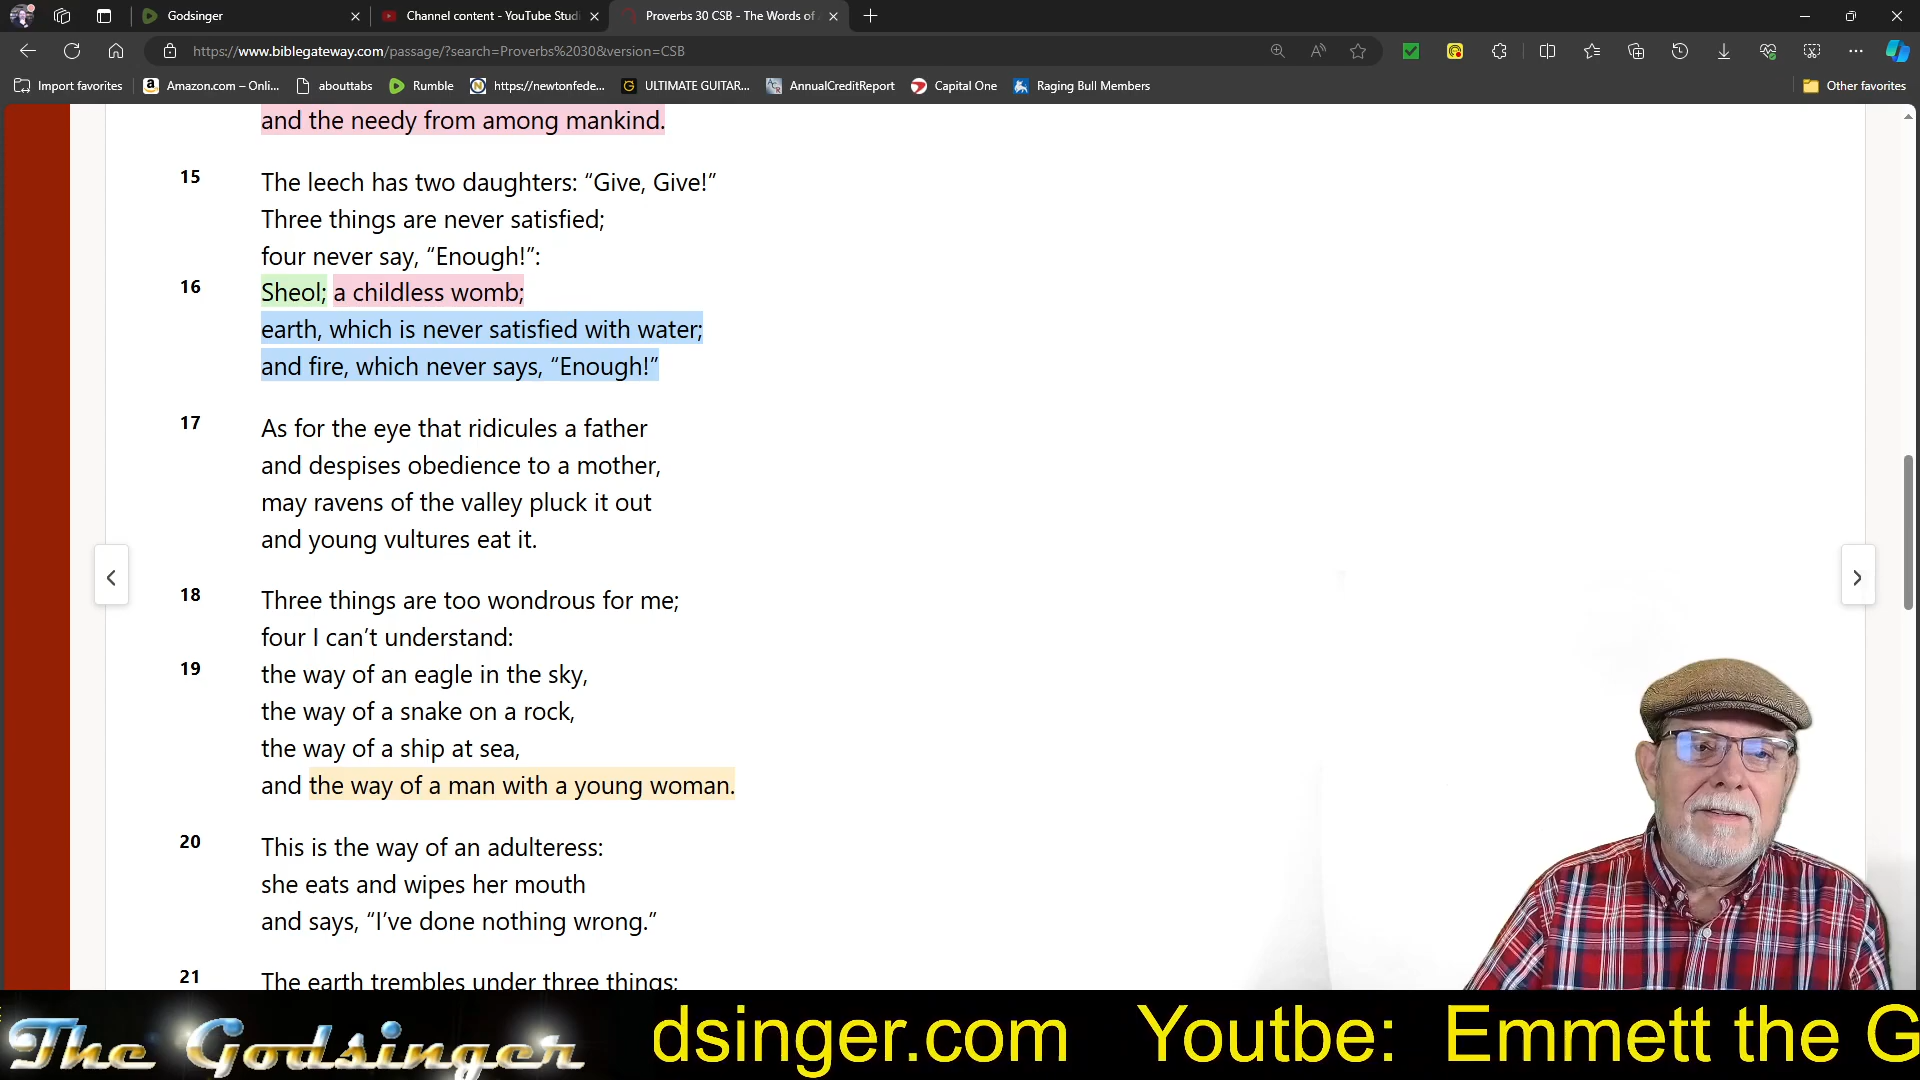 Godsinger
Channel content - YouTube Studi
Proverbs 30 CSB - The Words of
https://www.biblegateway.com/passage/?search=Proverbs%2030&version=CSB
Import favorites
Amazon.com – Onli...
abouttabs
Rumble
https://newtonfede...
ULTIMATE GUITAR...
AnnualCreditReport
Capital One
Raging Bull Members
Other favorites
and the needy from among mankind.
15 The leech has two daughters: “Give, Give!”
Three things are never satisfied;
four never say, “Enough!”:
16 Sheol; a childless womb;
earth, which is never satisfied with water;
and fire, which never says, “Enough!”
17 As for the eye that ridicules a father
and despises obedience to a mother,
may ravens of the valley pluck it out
and young vultures eat it.
18 Three things are too wondrous for me;
four I can’t understand:
19 the way of an eagle in the sky,
the way of a snake on a rock,
the way of a ship at sea,
and the way of a man with a young woman.
20 This is the way of an adulteress:
she eats and wipes her mouth
and says, “I’ve done nothing wrong.”
21 The earth trembles under three things;
The Godsinger
dsinger.com Youtbe: Emmett the G